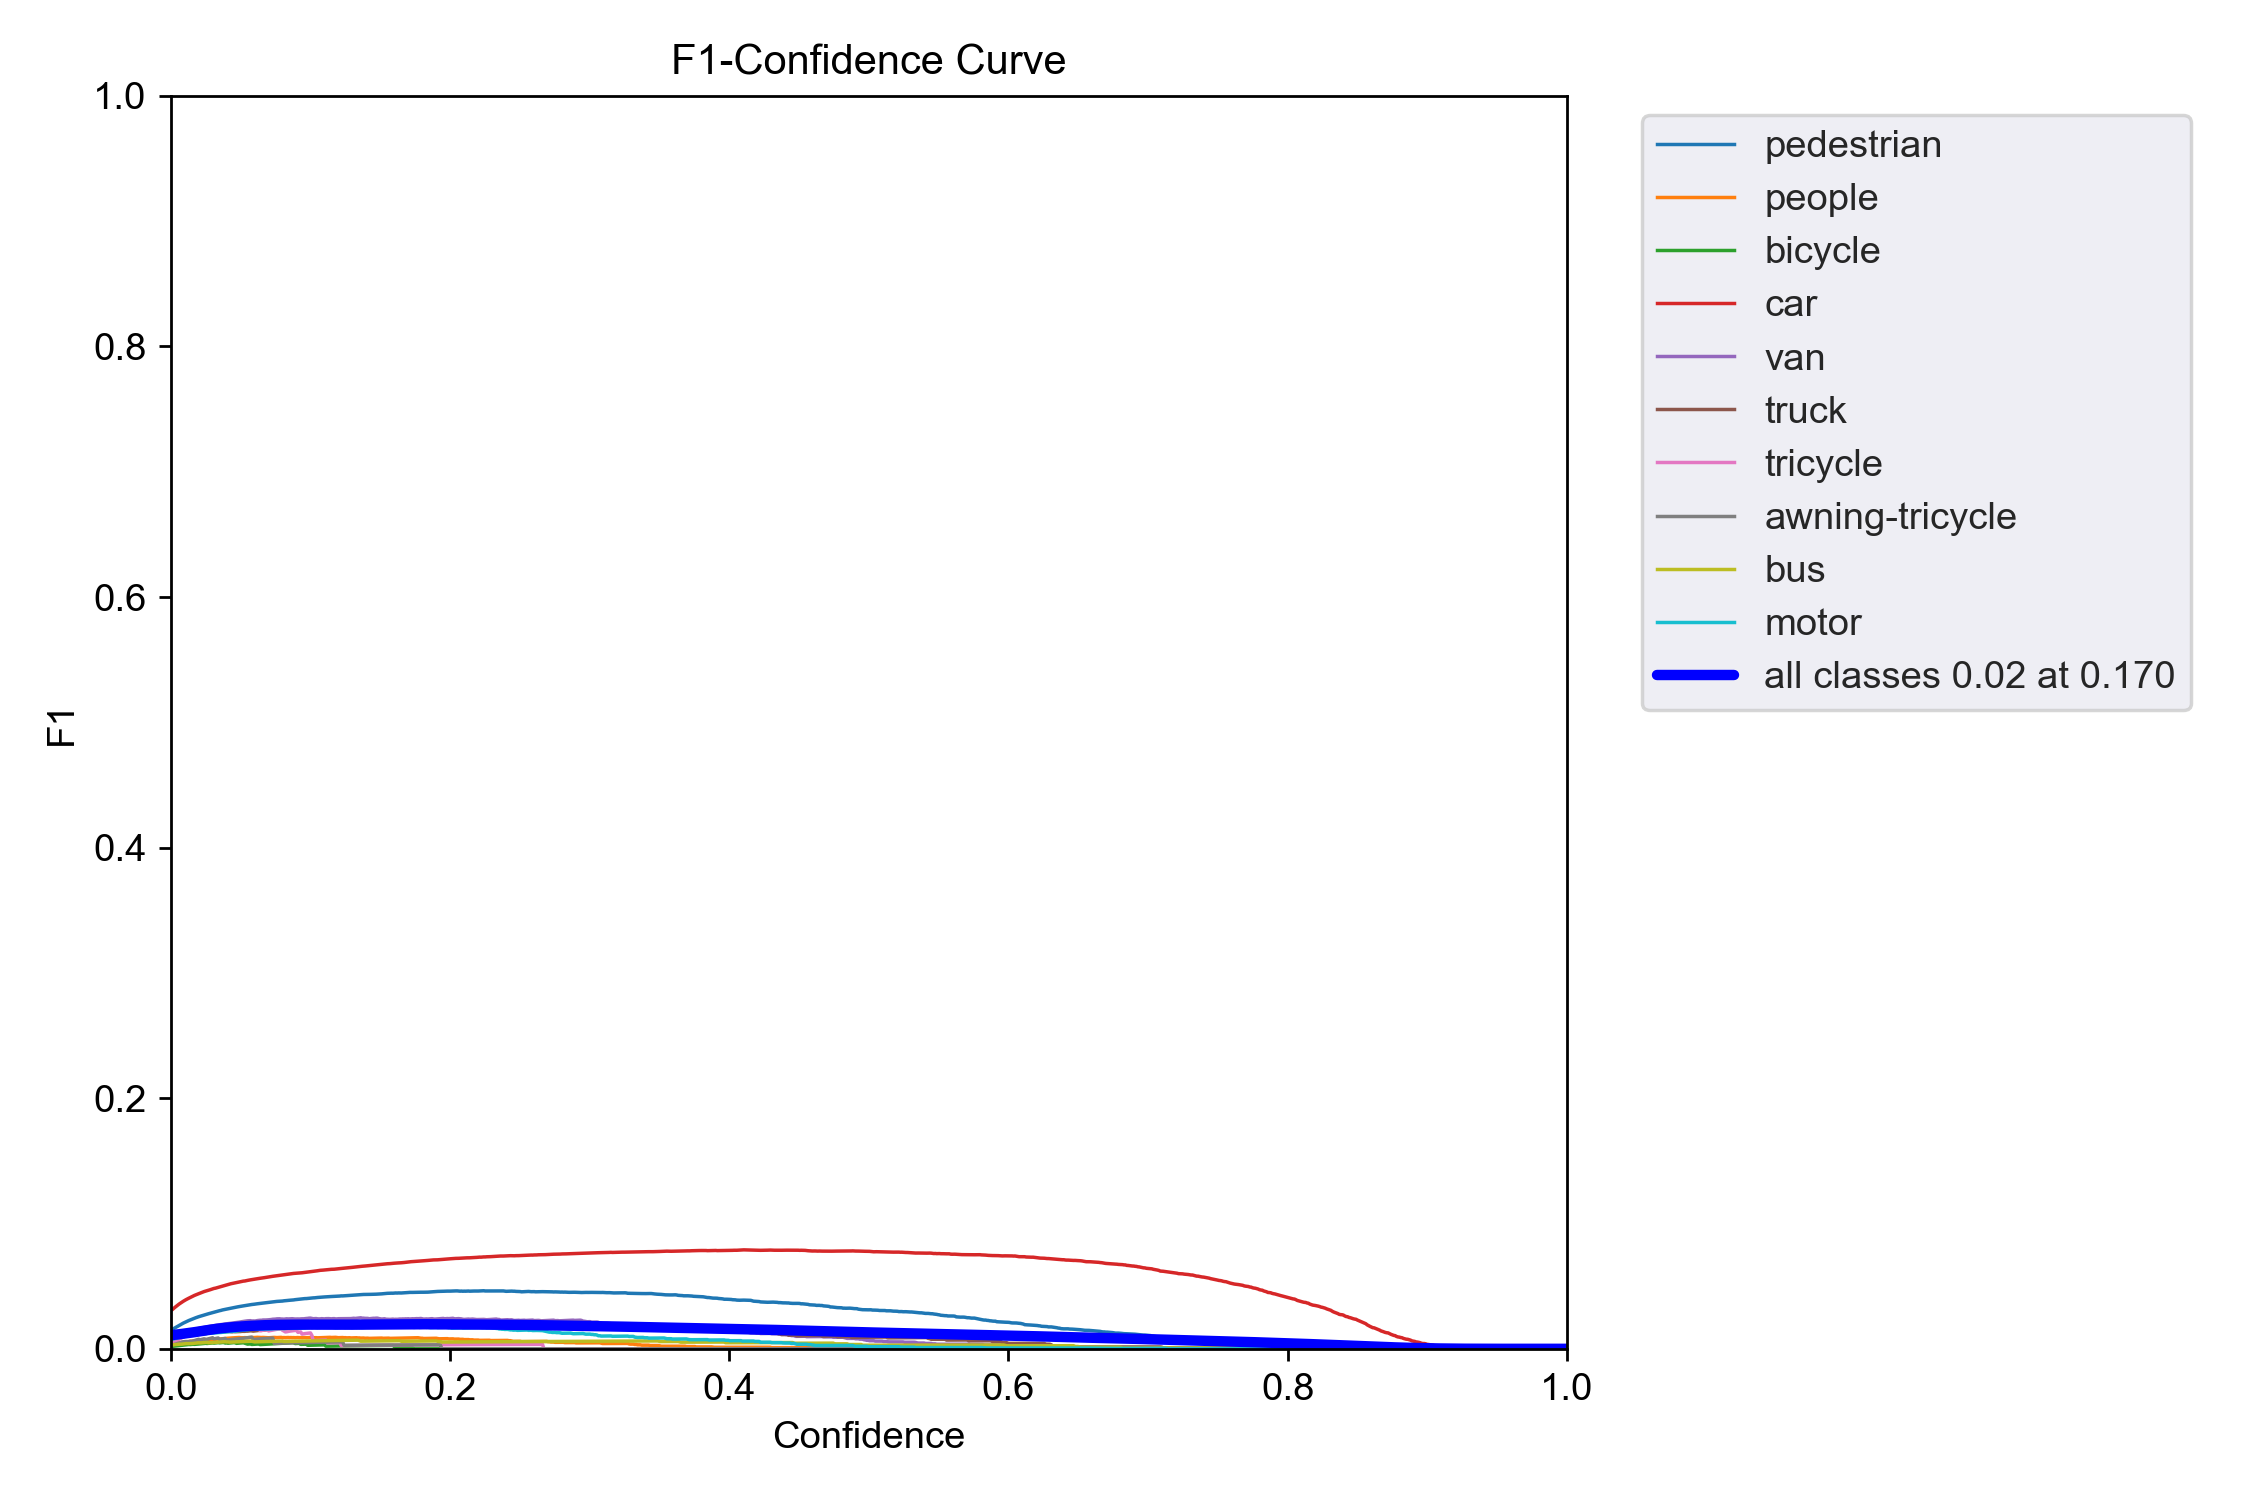 F1-Confidence Curve
1.0
0.8
0.6
0.4
0.2
0.0
F1
0.0 0.2 0.4 0.6 0.8 1.0
Confidence
pedestrian
people
bicycle
car
van
truck
tricycle
awning-tricycle
bus
motor
all classes 0.02 at 0.170